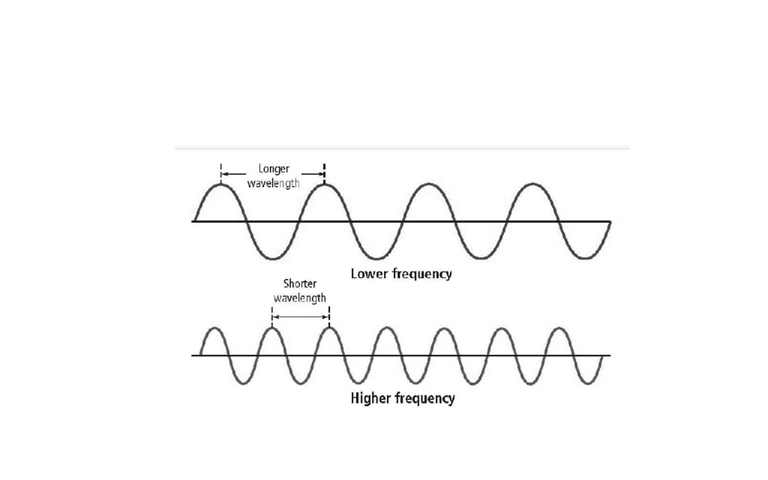 Longer
wavelength
Lower frequency
Shorter
wavelength
Higher frequency